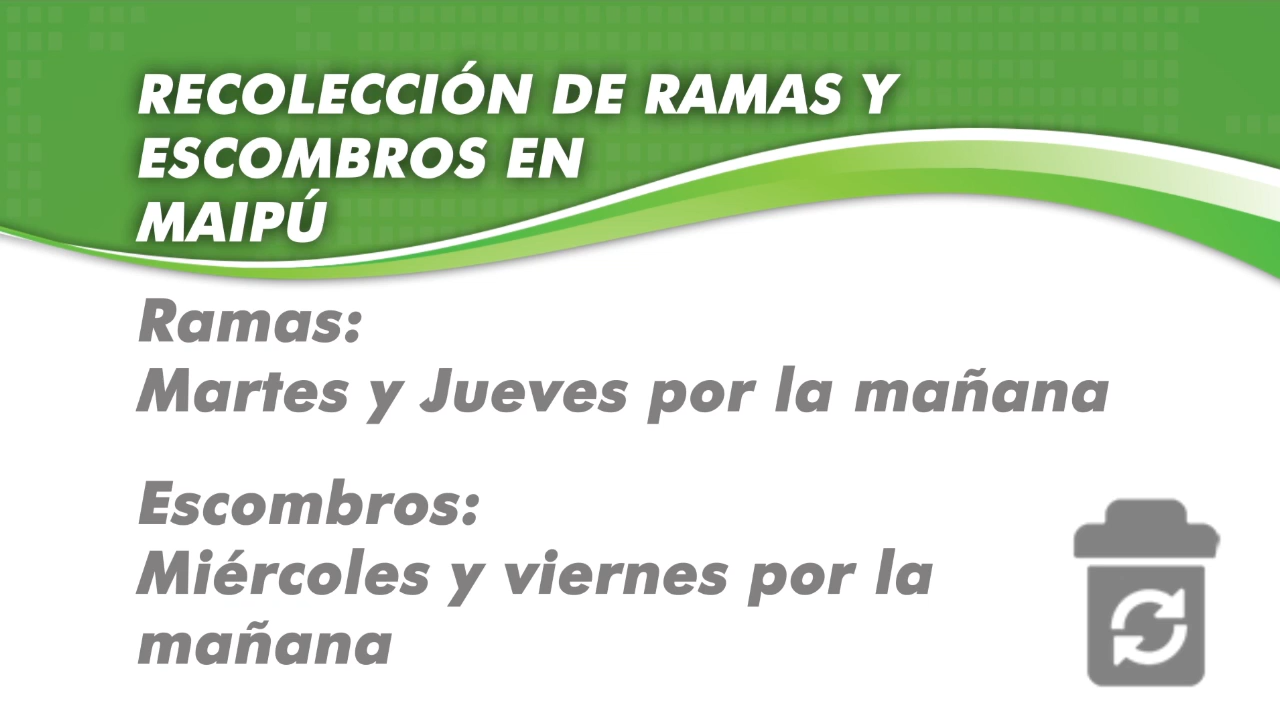 RECOLECCIÓN DE RAMAS Y
ESCOMBROS EN
MAIPÚ
Ramas:
Martes y Jueves por la mañana
Escombros:
Miércoles y viernes por la
mañana